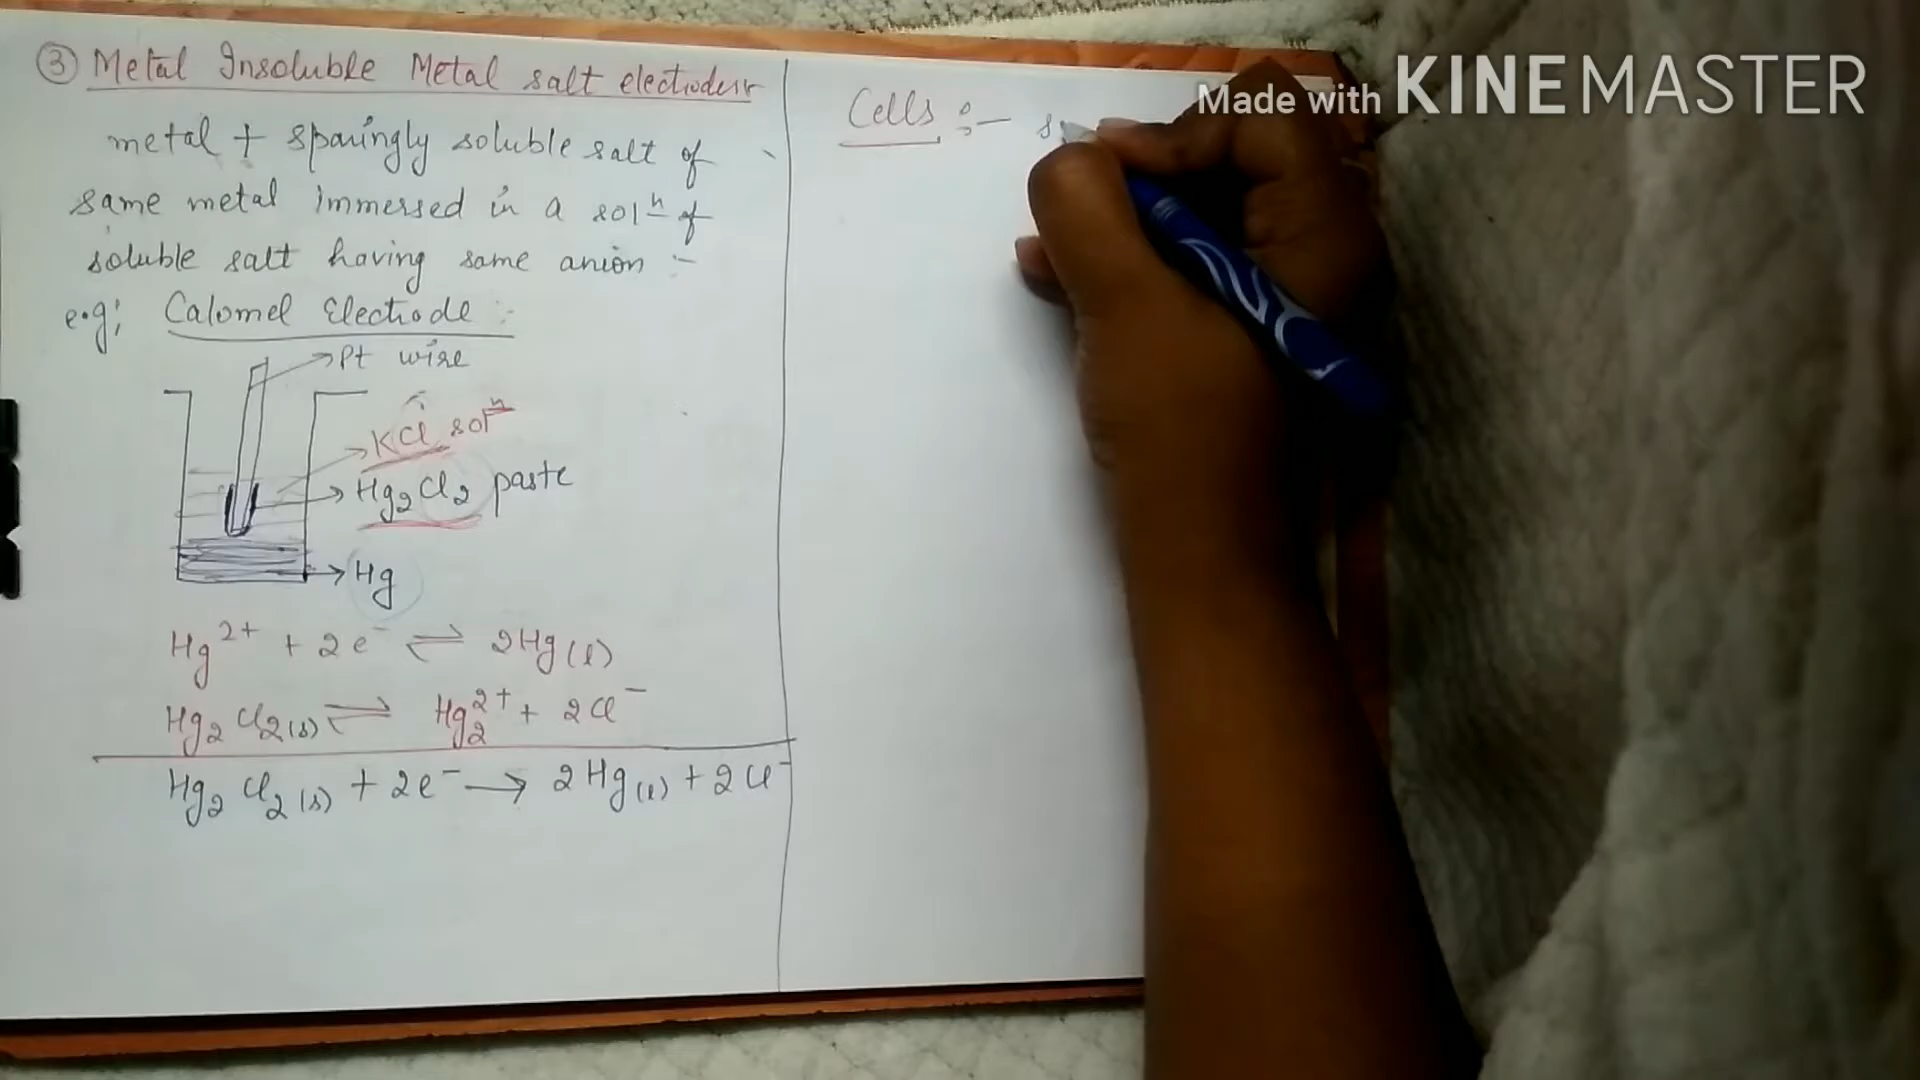 ③ Metal Insoluble Metal salt electrodes:-
metal + sparingly soluble salt of
same metal immersed in a solⁿ of
soluble salt having same anion :-
e.g; Calomel Electrode :-
→ Pt wire
→ KCl solⁿ
→ Hg₂Cl₂ paste
→ Hg
Hg²⁺ + 2e⁻ ⇌ 2Hg(l)
Hg₂Cl₂(s) ⇌ Hg₂²⁺ + 2Cl⁻
Hg₂Cl₂(s) + 2e⁻ → 2Hg(l) + 2Cl⁻
Cells :-
Made with KINEMASTER